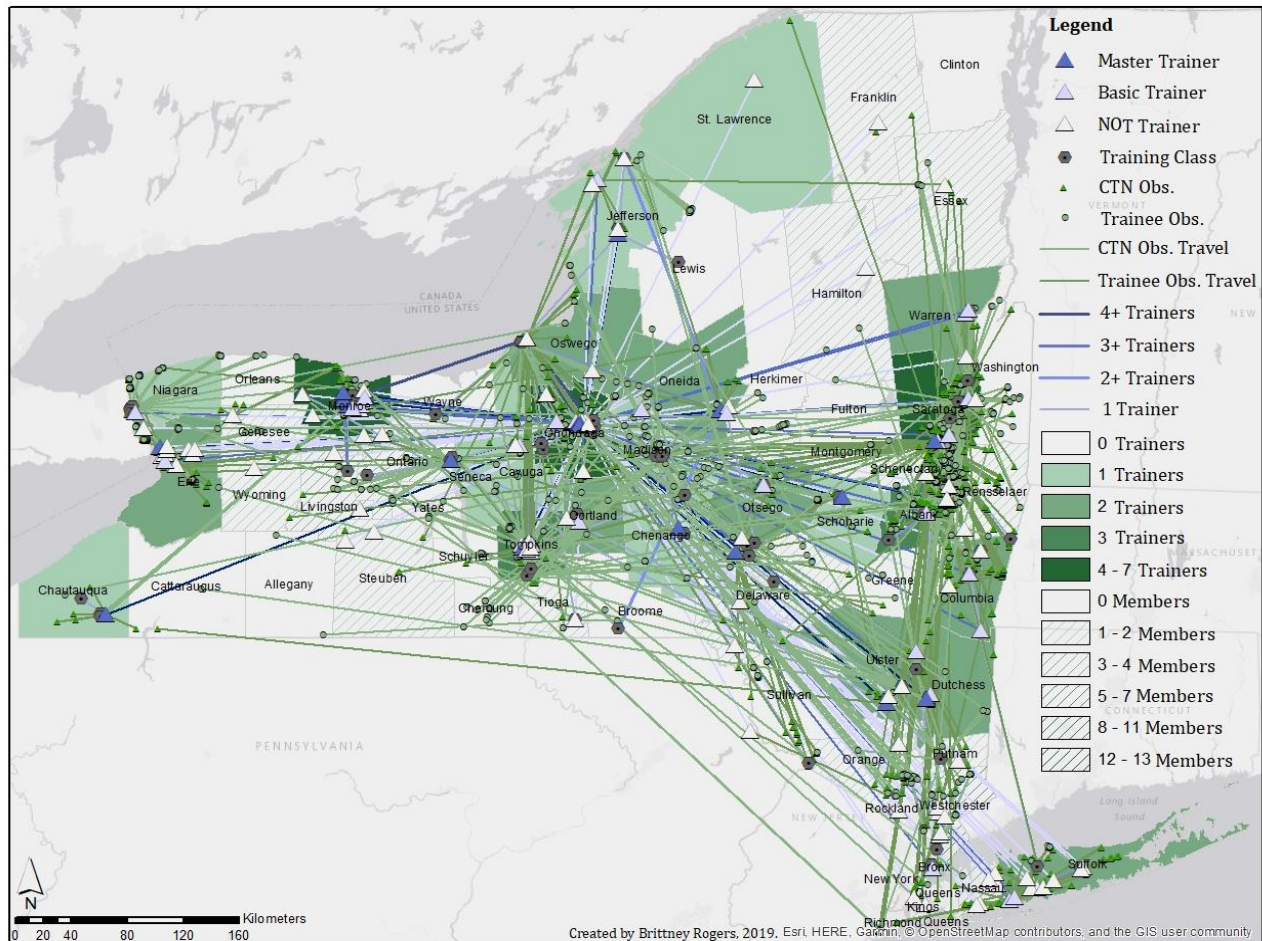 Legend
Master Trainer
Basic Trainer
NOT Trainer
Training Class
CTN Obs.
Trainee Obs.
CTN Obs. Travel
Trainee Obs. Travel
4+ Trainers
3+ Trainers
2+ Trainers
1 Trainer
0 Trainers
1 Trainers
2 Trainers
3 Trainers
4 - 7 Trainers
0 Members
1 - 2 Members
3 - 4 Members
5 - 7 Members
8 - 11 Members
12 - 13 Members
Clinton
Franklin
St. Lawrence
VERMONT
Essex
Jefferson
Lewis
Hamilton
CANADA
UNITED STATES
Warren
Oswego
Washington
Niagara
Orleans
Oneida
Herkimer
Monroe
Wayne
Fulton
Saratoga
Genesee
Onondaga
Madison
Montgomery
Ontario
Cayuga
Seneca
Schenectady
Erie
Wyoming
Rensselaer
Livingston
Yates
Otsego
Schoharie
Albany
Cortland
Chenango
MASSACHUSETTS
Tompkins
Schuyler
Chautauqua
Cattaraugus
Allegany
Steuben
Greene
Delaware
Columbia
Chemung
Tioga
Broome
Ulster
Dutchess
Sullivan
CONNECTICUT
PENNSYLVANIA
Orange
Putnam
Rockland
Westchester
Long Island
Sound
NEW JERSEY
Bronx
Suffolk
New York
Nassau
Queens
Kings
Richmond
Queens
N
Kilometers
0 20 40 80 120 160
Created by Brittney Rogers, 2019. Esri, HERE, Garmin, © OpenStreetMap contributors, and the GIS user community